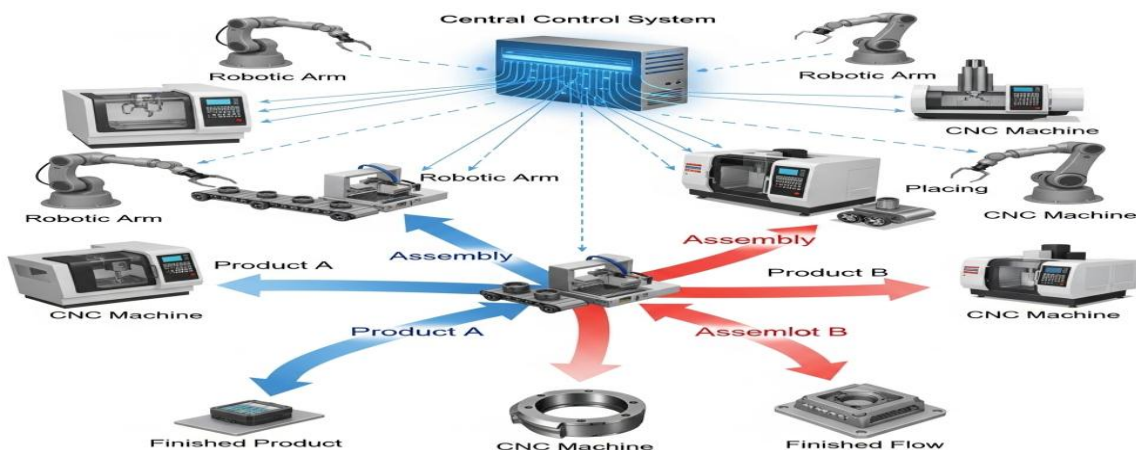 Central Control System
Robotic Arm
Robotic Arm
CNC Machine
Robotic Arm
Placing
Robotic Arm
CNC Machine
Assembly
Assembly
Product A
Product B
CNC Machine
CNC Machine
Product A
Assemlot B
Finished Product
CNC Machine
Finished Flow